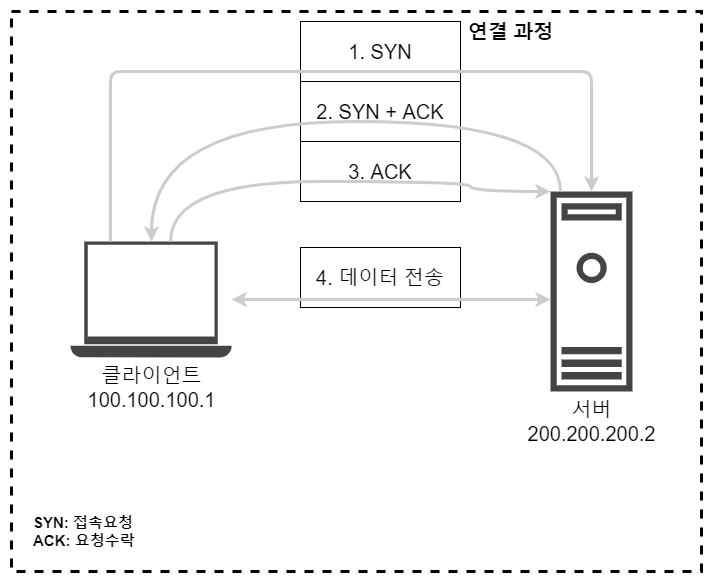 연결 과정
1. SYN
2. SYN + ACK
3. ACK
4. 데이터 전송
클라이언트
100.100.100.1
서버
200.200.200.2
SYN: 접속요청
ACK: 요청수락